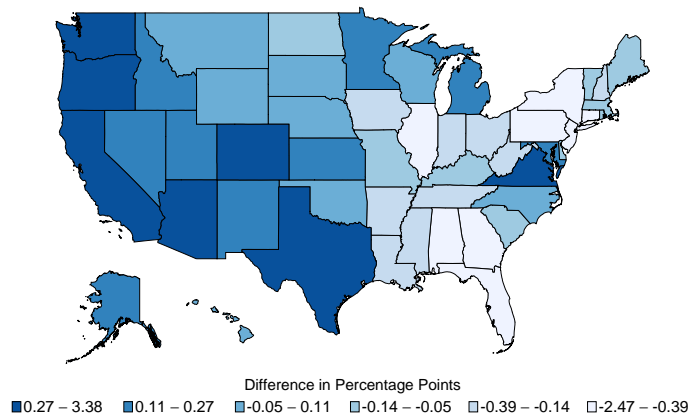 Difference in Percentage Points
0.27 – 3.38 0.11 – 0.27 -0.05 – 0.11 -0.14 – -0.05 -0.39 – -0.14 -2.47 – -0.39